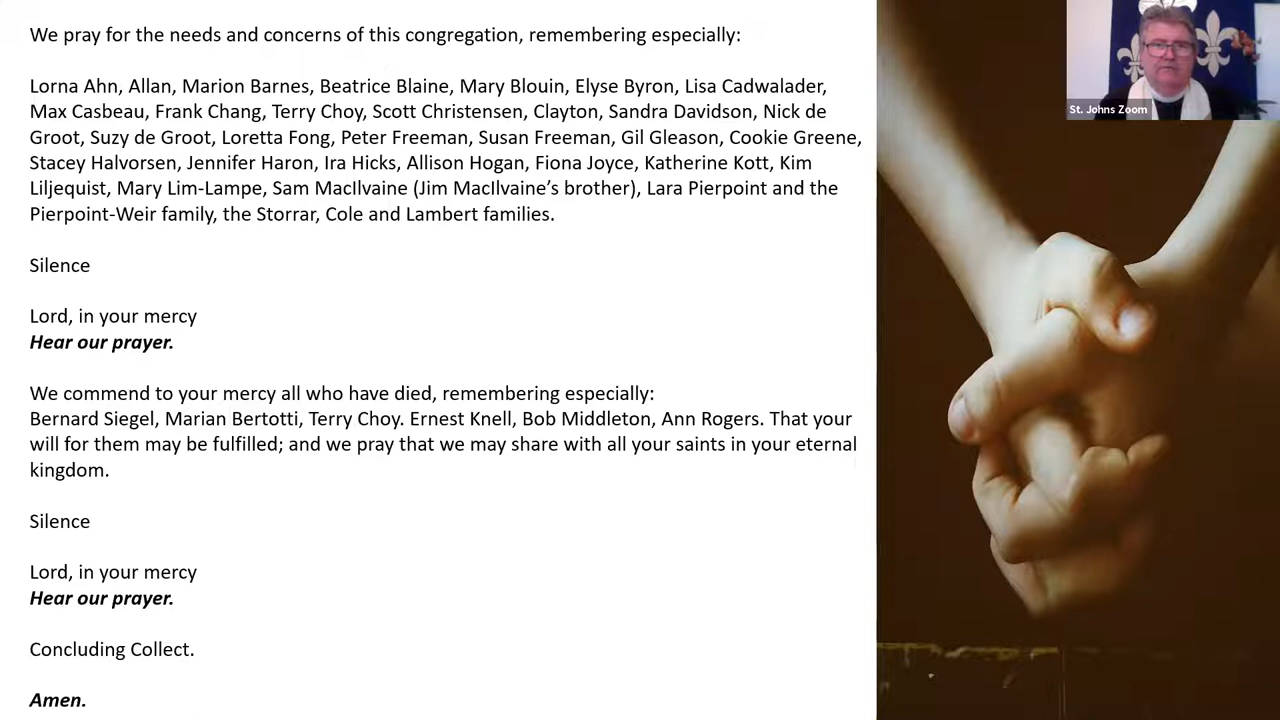 We pray for the needs and concerns of this congregation, remembering especially:
Lorna Ahn, Allan, Marion Barnes, Beatrice Blaine, Mary Blouin, Elyse Byron, Lisa Cadwalader,
Max Casbeau, Frank Chang, Terry Choy, Scott Christensen, Clayton, Sandra Davidson, Nick de
Groot, Suzy de Groot, Loretta Fong, Peter Freeman, Susan Freeman, Gil Gleason, Cookie Greene,
Stacey Halvorsen, Jennifer Haron, Ira Hicks, Allison Hogan, Fiona Joyce, Katherine Kott, Kim
Liljequist, Mary Lim-Lampe, Sam MacIlvaine (Jim MacIlvaine’s brother), Lara Pierpoint and the
Pierpoint-Weir family, the Storrar, Cole and Lambert families.
Silence
Lord, in your mercy
Hear our prayer.
We commend to your mercy all who have died, remembering especially:
Bernard Siegel, Marian Bertotti, Terry Choy. Ernest Knell, Bob Middleton, Ann Rogers. That your
will for them may be fulfilled; and we pray that we may share with all your saints in your eternal
kingdom.
Silence
Lord, in your mercy
Hear our prayer.
Concluding Collect.
Amen.
St. Johns Zoom